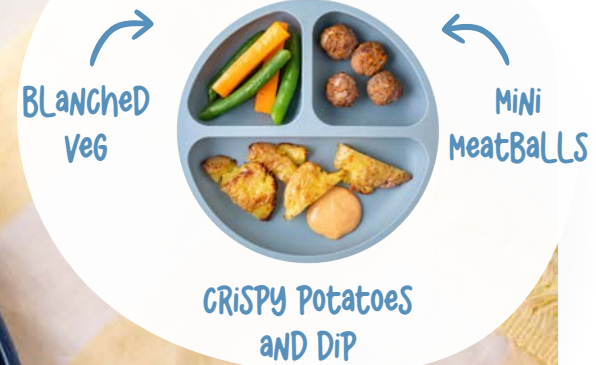 BLaNCHeD
VeG
MiNi
MeatBaLLS
CRiSPY PotatoeS
aND DiP